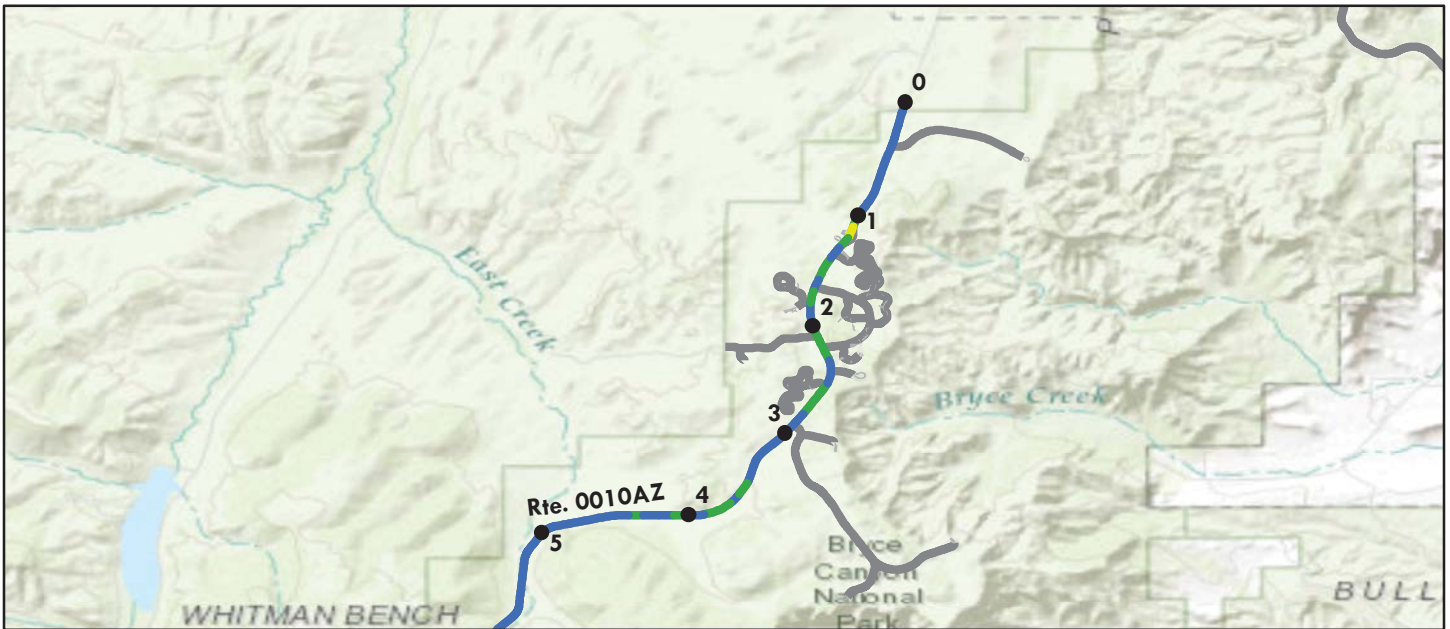 P
0
1
East Creek
2
Bryce Creek
3
Rte. 0010AZ
4
5
Bryce
Canyon
National
Park
BULL
WHITMAN BENCH